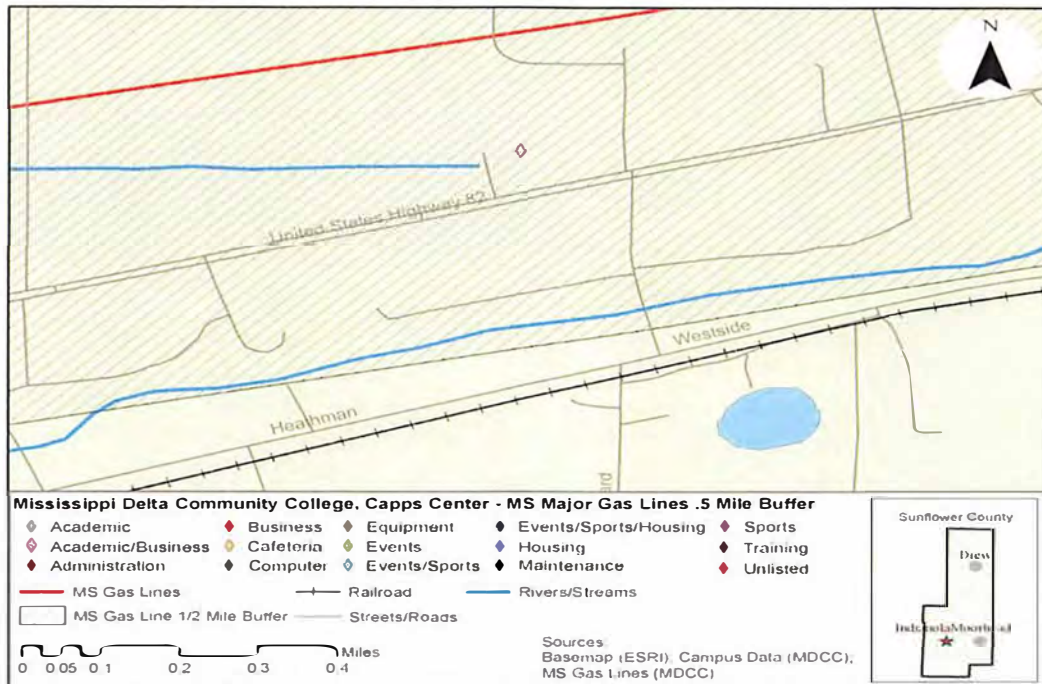 N
United States Highway 82
Westside
Heathman
ard
Mississippi Delta Community College, Capps Center - MS Major Gas Lines .5 Mile Buffer
Academic
Business
Equipment
Events/Sports/Housing
Sports
Academic/Business
Cafeteria
Events
Housing
Training
Administration
Computer
Events/Sports
Maintenance
Unlisted
MS Gas Lines
Railroad
Rivers/Streams
MS Gas Line 1/2 Mile Buffer
Streets/Roads
Miles
0 0.05 0.1 0.2 0.3 0.4
Sources
Basemap (ESRI), Campus Data (MDCC);
MS Gas Lines (MDCC)
Sunflower County
Drew
Indianola Moorhead